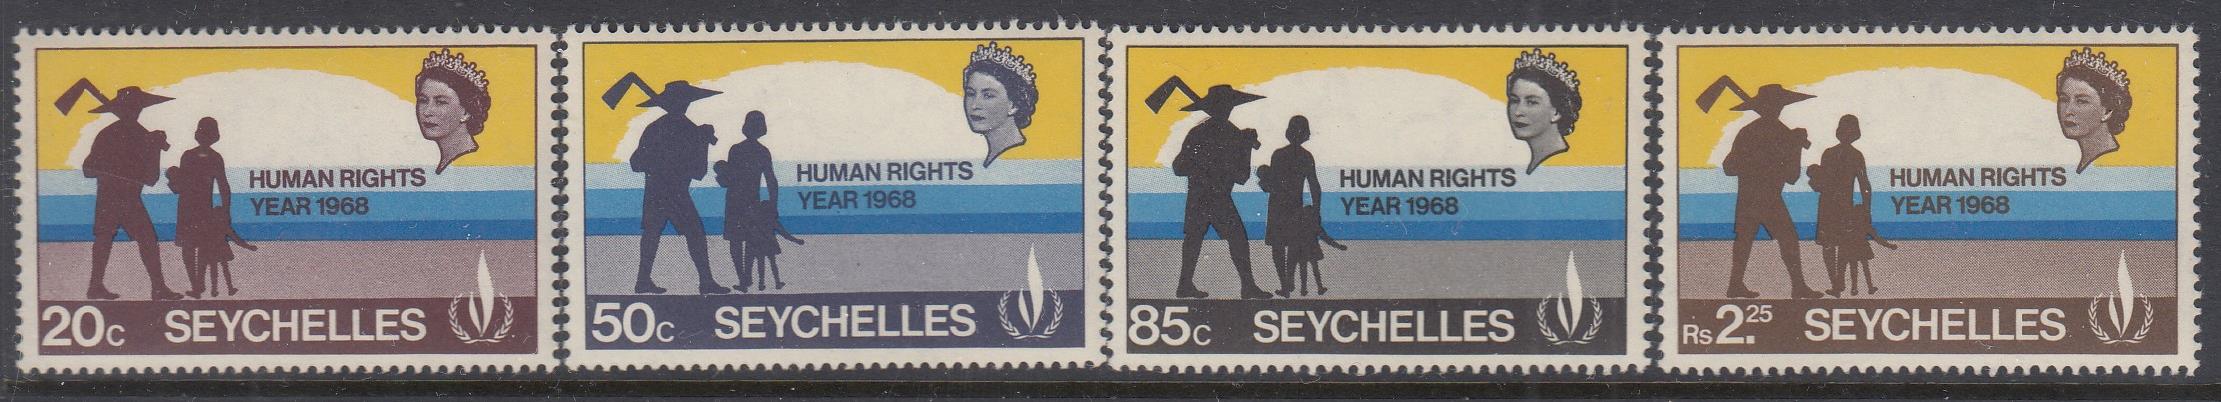 HUMAN RIGHTS
YEAR 1968
20c SEYCHELLES
HUMAN RIGHTS
YEAR 1968
50c SEYCHELLES
HUMAN RIGHTS
YEAR 1968
85c SEYCHELLES
HUMAN RIGHTS
YEAR 1968
Rs 2.25 SEYCHELLES